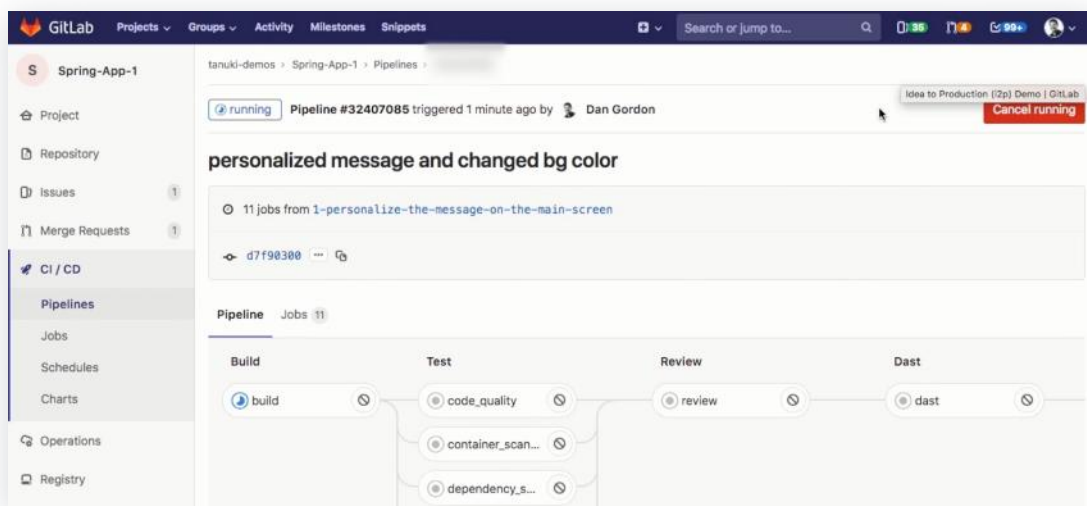 GitLab Projects Groups Activity Milestones Snippets Search or jump to... 35 4 99+
S Spring-App-1
tanuki-demos > Spring-App-1 > Pipelines >
Idea to Production (i2p) Demo | GitLab
running Pipeline #32407085 triggered 1 minute ago by Dan Gordon Cancel running
Project
Repository
Issues 1
Merge Requests 1
CI / CD
Pipelines
Jobs
Schedules
Charts
Operations
Registry
personalized message and changed bg color
11 jobs from 1-personalize-the-message-on-the-main-screen
d7f90300 ...
Pipeline Jobs 11
Build Test Review Dast
build code_quality review dast
container_scan...
dependency_s...